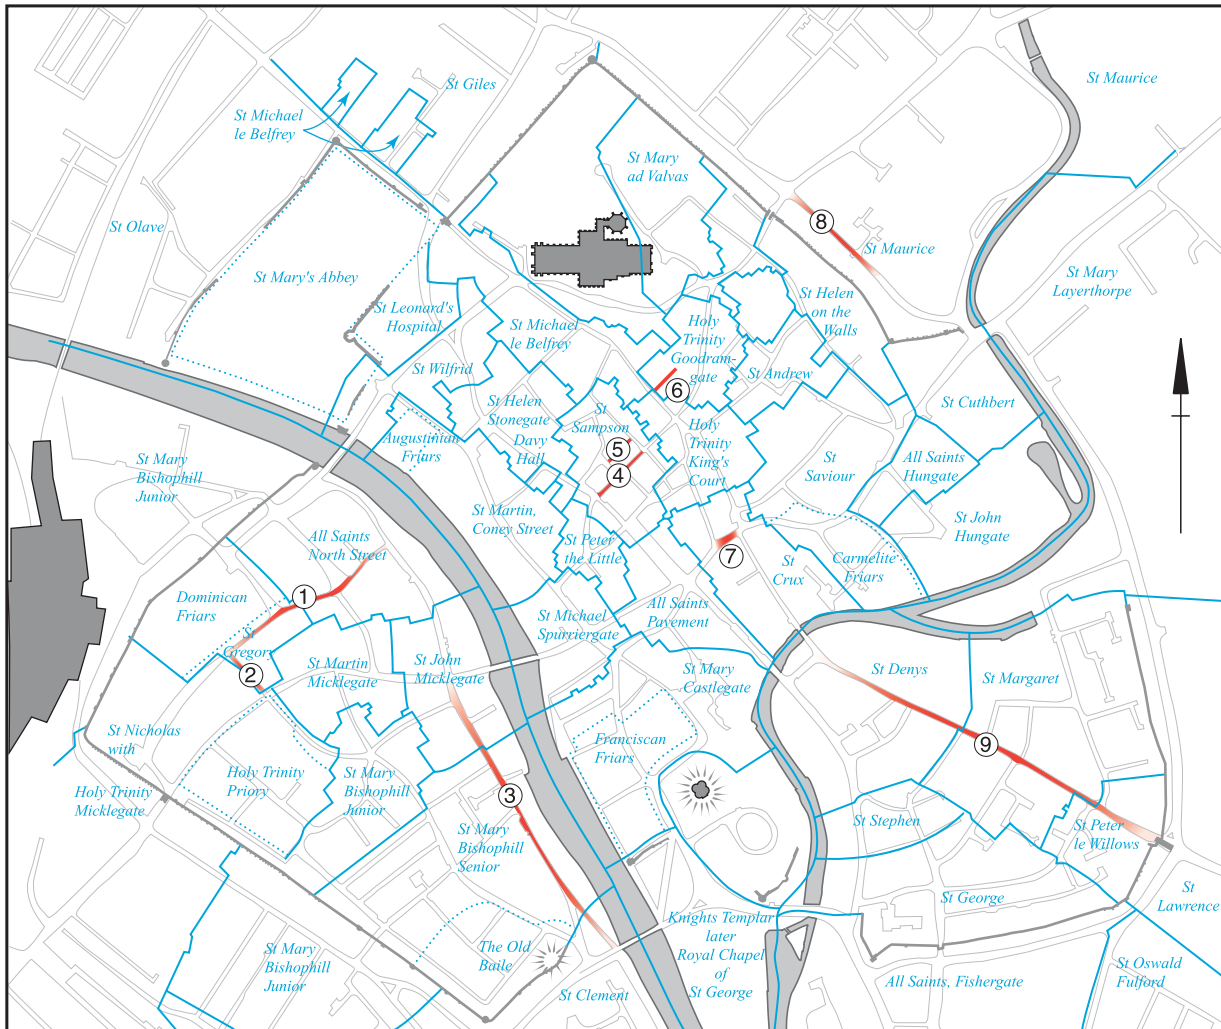 St Maurice
St Giles
St Michael
le Belfrey
St Mary
ad Valvas
St Olave
8
St Maurice
St Mary's Abbey
St Mary
Layerthorpe
St Leonard's
Hospital
St Helen
on the
Walls
St Michael
le Belfrey
Holy
Trinity
Goodram-
gate
St Wilfrid
St Andrew
6
St Helen
Stonegate
St
Sampson
St Cuthbert
Davy
Hall
Augustinian
Friars
Holy
Trinity
King's
Court
5
4
St
Saviour
All Saints
Hungate
St Mary
Bishophill
Junior
St Martin,
Coney Street
St John
Hungate
All Saints
North Street
St Peter
the Little
7
St
Crux
Carmelite
Friars
Dominican
Friars
1
St Michael
Spurriergate
All Saints
Pavement
St
Gregory
2
St Martin
Micklegate
St John
Micklegate
St Mary
Castlegate
St Denys
St Margaret
St Nicholas
with
Holy Trinity
Micklegate
Franciscan
Friars
9
Holy Trinity
Priory
St Mary
Bishophill
Junior
3
St Mary
Bishophill
Senior
St Stephen
St Peter
le Willows
St George
St
Lawrence
Knights Templar
later
Royal Chapel
of
St George
The Old
Baile
St Mary
Bishophill
Junior
St Clement
All Saints, Fishergate
St Oswald
Fulford